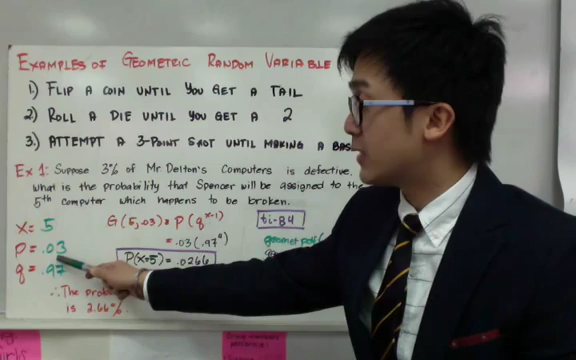 EXAMPLES OF GEOMETRIC RANDOM VARIABLE
1.) FLIP A COIN UNTIL YOU GET A TAIL
2) ROLL A DIE UNTIL YOU GET A 2
3.) ATTEMPT A 3-POINT SHOT UNTIL MAKING A BAS
EX 1: SUPPOSE 3% OF MR DELTON'S COMPUTERS IS DEFECTIVE.
WHAT IS THE PROBABILITY THAT SPENCER WILL BE ASSIGNED TO THE
5th COMPUTER WHICH HAPPENS TO BE BROKEN.
X = 5
P = .03
q = .97
G(5,.03) = P(q^(x-1))
= .03(.97^4)
P(X=5) = .0266
∴ The prob
is 2.66%.
ti-84
geomet pdf(